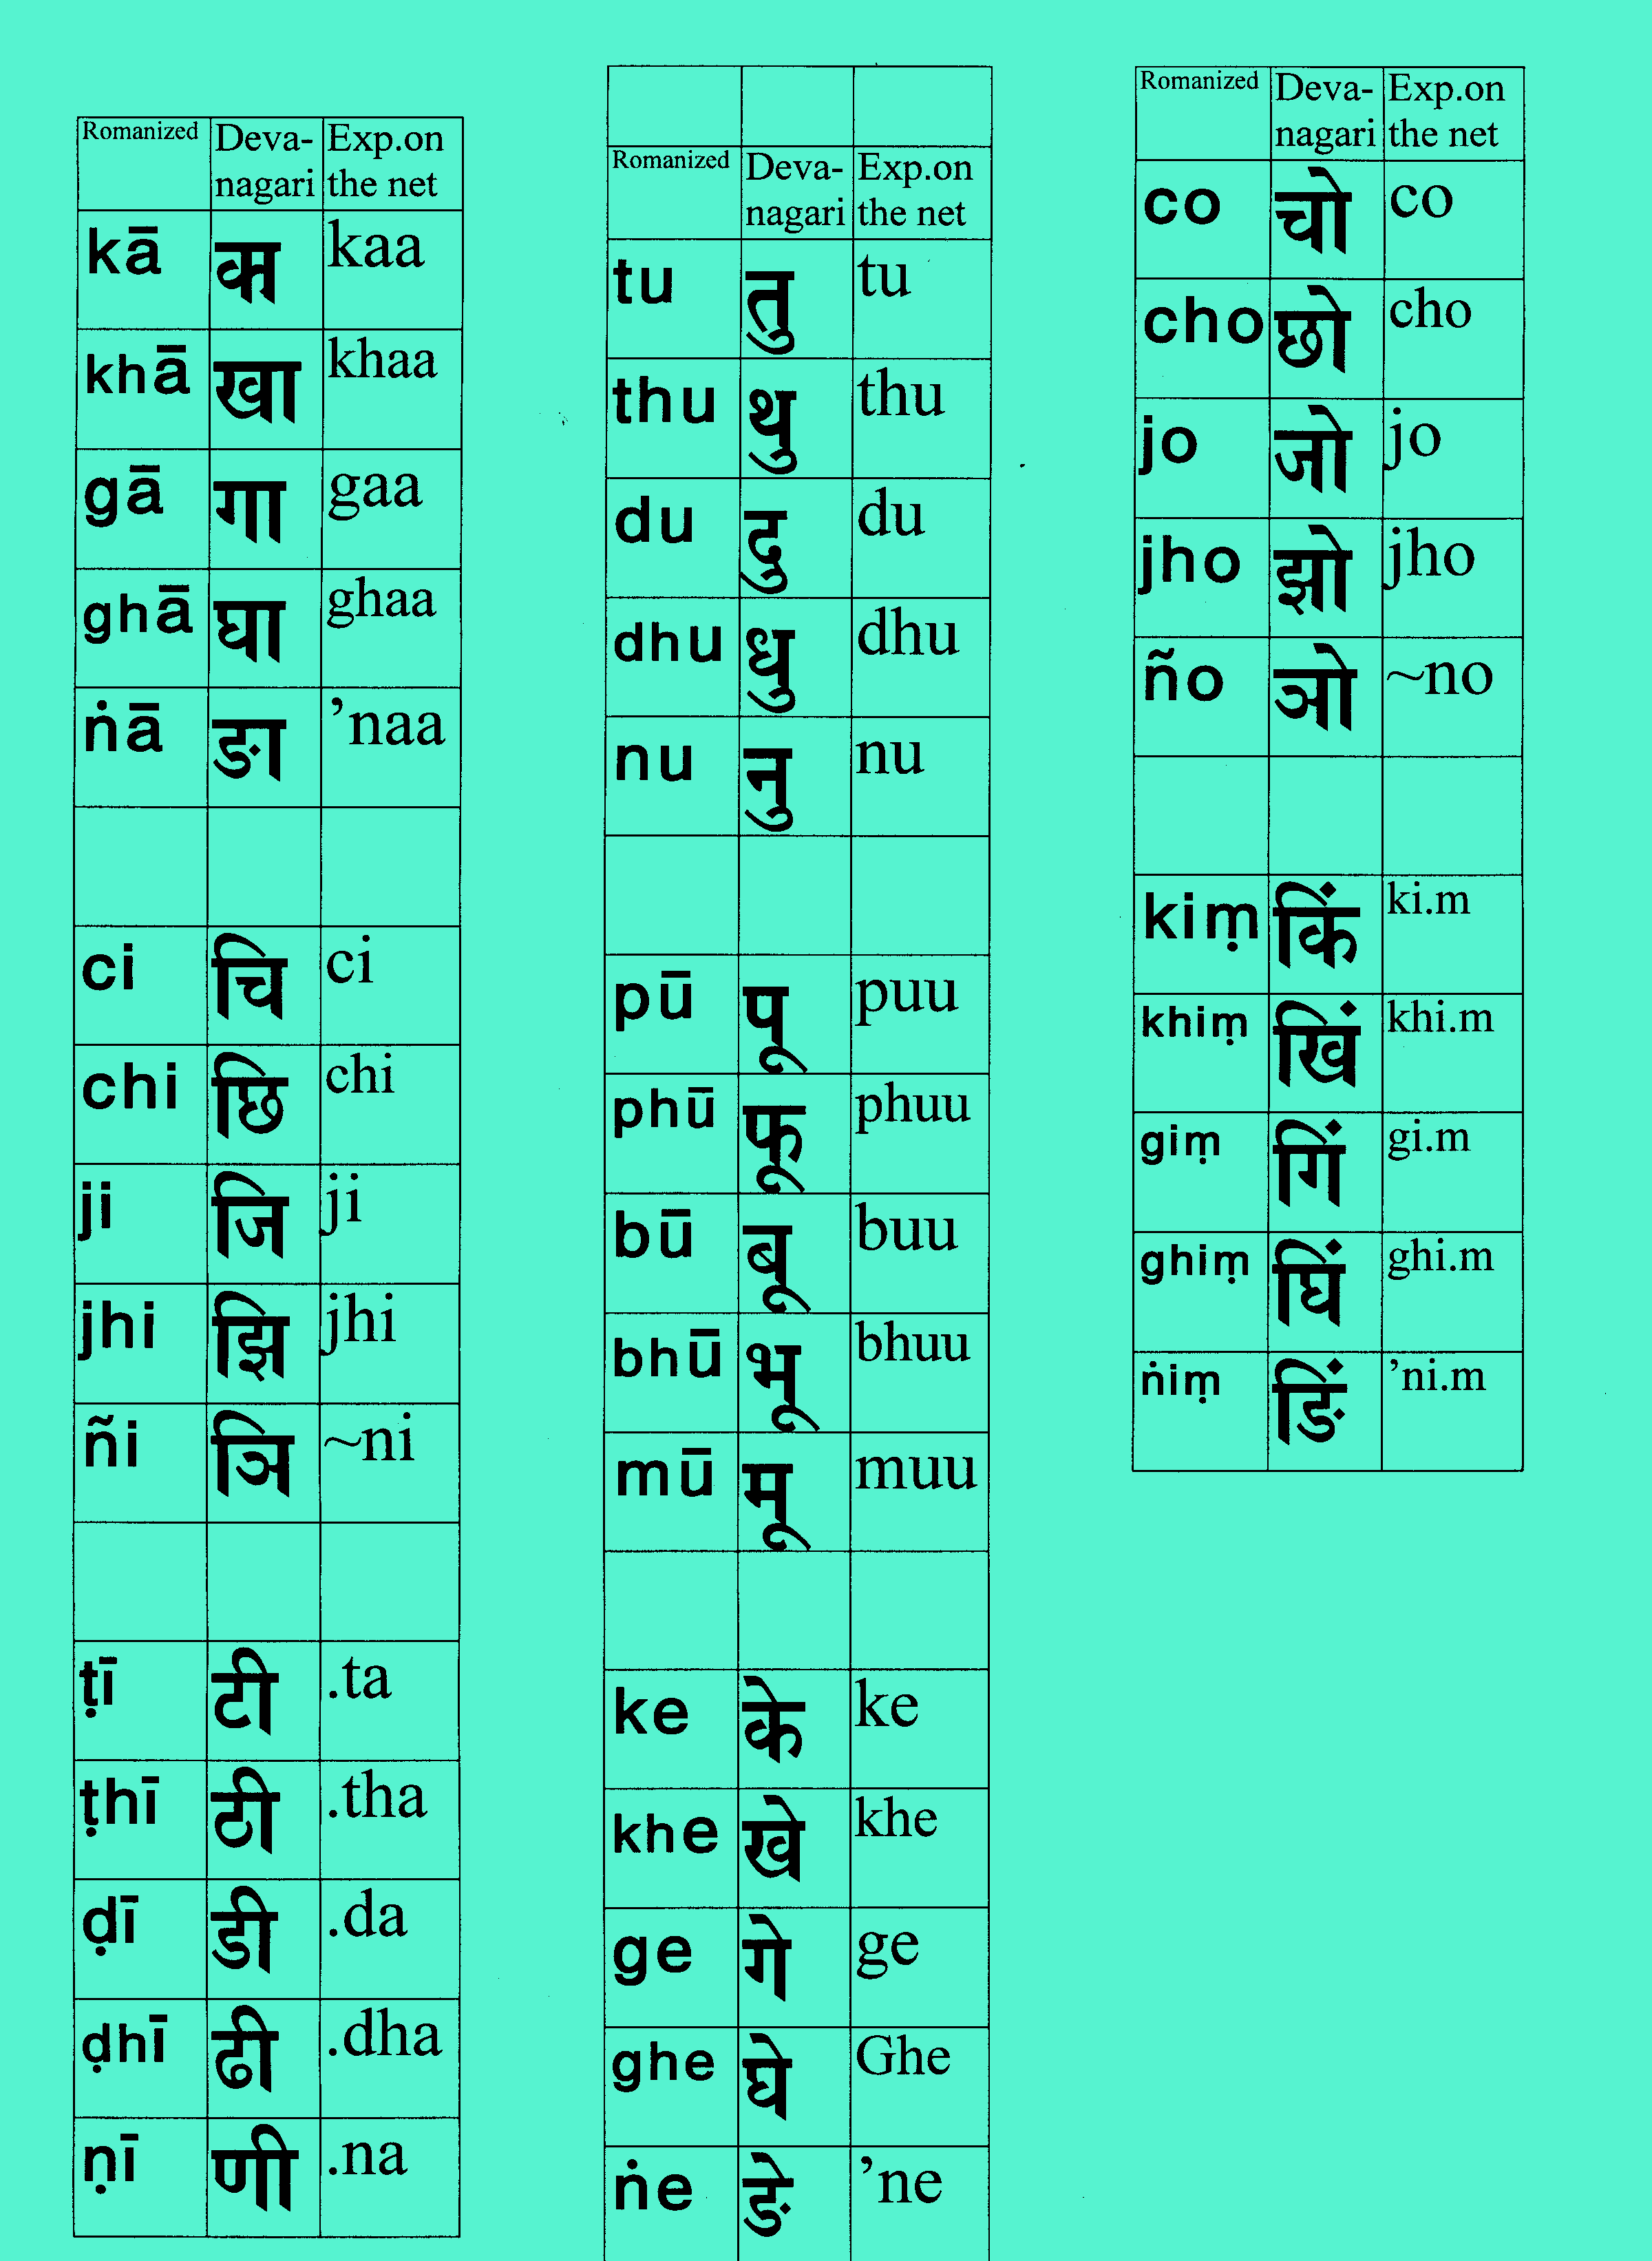 Romanized Deva- Exp.on
nagari the net
kā का kaa
khā खा khaa
gā गा gaa
ghā घा ghaa
ṅā ङा ’naa
ci चि ci
chi छि chi
ji जि ji
jhi झि jhi
ñi ञि ~ni
ṭī टी .ta
ṭhī ठी .tha
ḍī डी .da
ḍhī ढी .dha
ṇī णी .na
Romanized Deva- Exp.on
nagari the net
tu तु tu
thu थु thu
du दु du
dhu धु dhu
nu नु nu
pū पू puu
phū फू phuu
bū बू buu
bhū भू bhuu
mū मू muu
ke के ke
khe खे khe
ge गे ge
ghe घे Ghe
ṅe ङे ’ne
Romanized Deva- Exp.on
nagari the net
co चो co
cho छो cho
jo जो jo
jho झो jho
ño ञो ~no
kiṃ किं ki.m
khiṃ खिं khi.m
giṃ गिं gi.m
ghiṃ घिं ghi.m
ṅiṃ ङिं ’ni.m